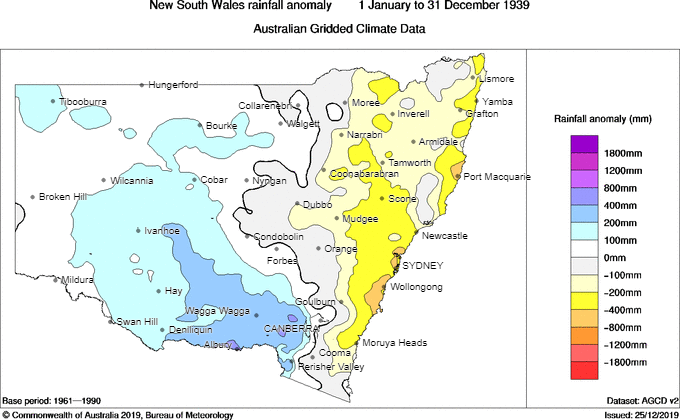 New South Wales rainfall anomaly 1 January to 31 December 1939
Australian Gridded Climate Data
Lismore
Hungerford
Tibooburra
Collarenebri
Moree
Yamba
Inverell
Grafton
Bourke
Walgett
Narrabri
Armidale
Tamworth
Coonabarabran
Wilcannia
Cobar
Nyngan
Port Macquarie
Broken Hill
Scone
Dubbo
Mudgee
Ivanhoe
Condobolin
Newcastle
Orange
Forbes
SYDNEY
Mildura
Hay
Wollongong
Goulburn
Wagga Wagga
Swan Hill
Deniliquin
CANBERRA
Albury
Moruya Heads
Cooma
Rerisher Valley
Rainfall anomaly (mm)
1800mm
1200mm
800mm
400mm
200mm
100mm
0mm
−100mm
−200mm
−400mm
−800mm
−1200mm
−1800mm
Base period: 1961—1990
Dataset: AGCD v2
© Commonwealth of Australia 2019, Bureau of Meteorology
Issued: 25/12/2019